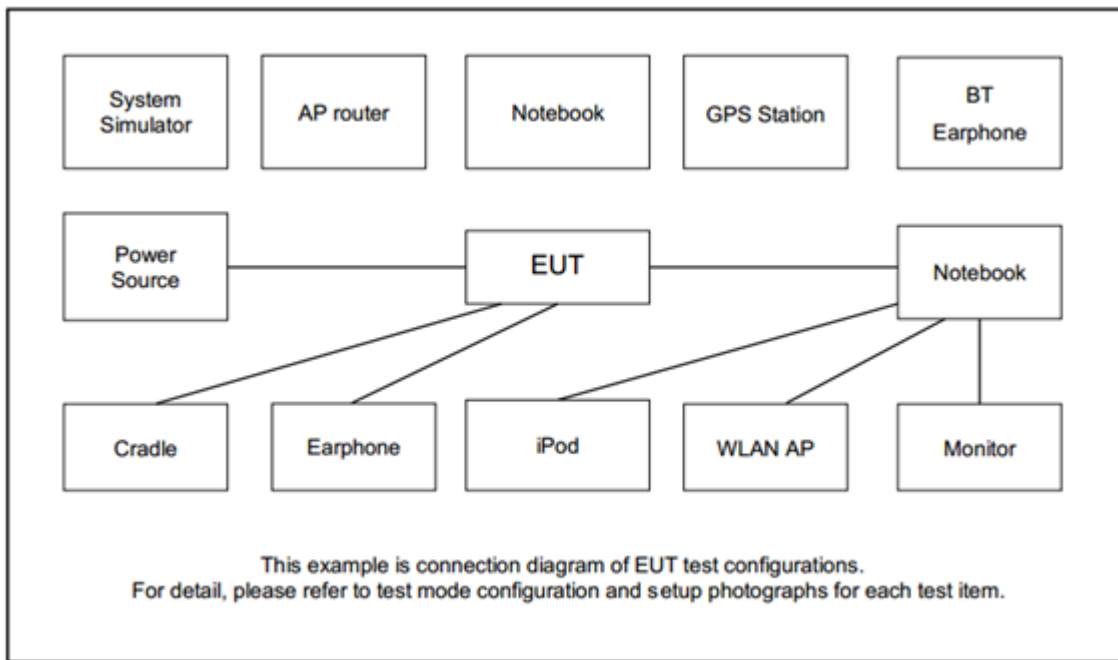 System
Simulator
AP router
Notebook
GPS Station
BT
Earphone
Power
Source
EUT
Notebook
Cradle
Earphone
iPod
WLAN AP
Monitor
This example is connection diagram of EUT test configurations.
For detail, please refer to test mode configuration and setup photographs for each test item.